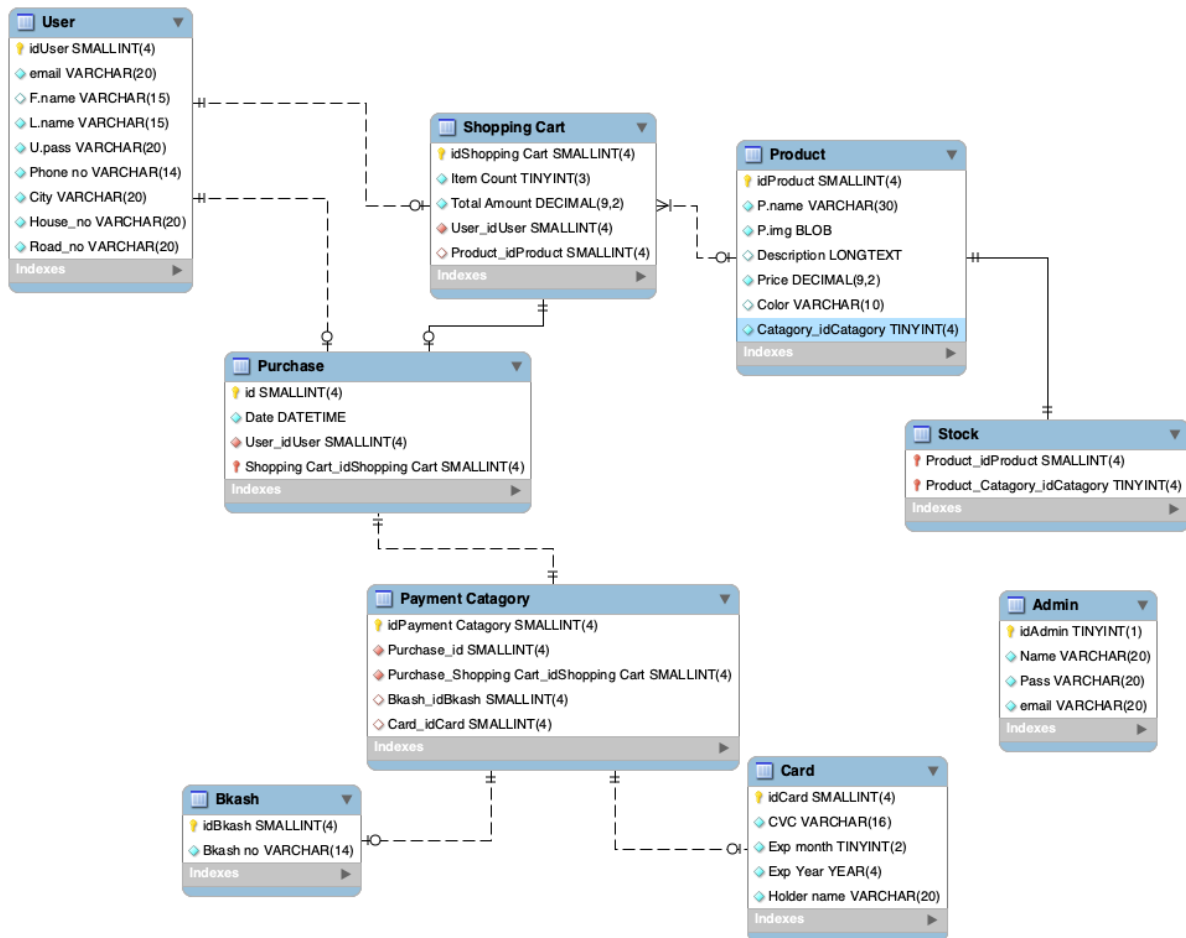 User
idUser SMALLINT(4)
email VARCHAR(20)
F.name VARCHAR(15)
L.name VARCHAR(15)
U.pass VARCHAR(20)
Phone no VARCHAR(14)
City VARCHAR(20)
House_no VARCHAR(20)
Road_no VARCHAR(20)
Indexes
Shopping Cart
idShopping Cart SMALLINT(4)
Item Count TINYINT(3)
Total Amount DECIMAL(9,2)
User_idUser SMALLINT(4)
Product_idProduct SMALLINT(4)
Indexes
Product
idProduct SMALLINT(4)
P.name VARCHAR(30)
P.img BLOB
Description LONGTEXT
Price DECIMAL(9,2)
Color VARCHAR(10)
Catagory_idCatagory TINYINT(4)
Indexes
Purchase
id SMALLINT(4)
Date DATETIME
User_idUser SMALLINT(4)
Shopping Cart_idShopping Cart SMALLINT(4)
Indexes
Stock
Product_idProduct SMALLINT(4)
Product_Catagory_idCatagory TINYINT(4)
Indexes
Payment Catagory
idPayment Catagory SMALLINT(4)
Purchase_id SMALLINT(4)
Purchase_Shopping Cart_idShopping Cart SMALLINT(4)
Bkash_idBkash SMALLINT(4)
Card_idCard SMALLINT(4)
Indexes
Admin
idAdmin TINYINT(1)
Name VARCHAR(20)
Pass VARCHAR(20)
email VARCHAR(20)
Indexes
Bkash
idBkash SMALLINT(4)
Bkash no VARCHAR(14)
Indexes
Card
idCard SMALLINT(4)
CVC VARCHAR(16)
Exp month TINYINT(2)
Exp Year YEAR(4)
Holder name VARCHAR(20)
Indexes